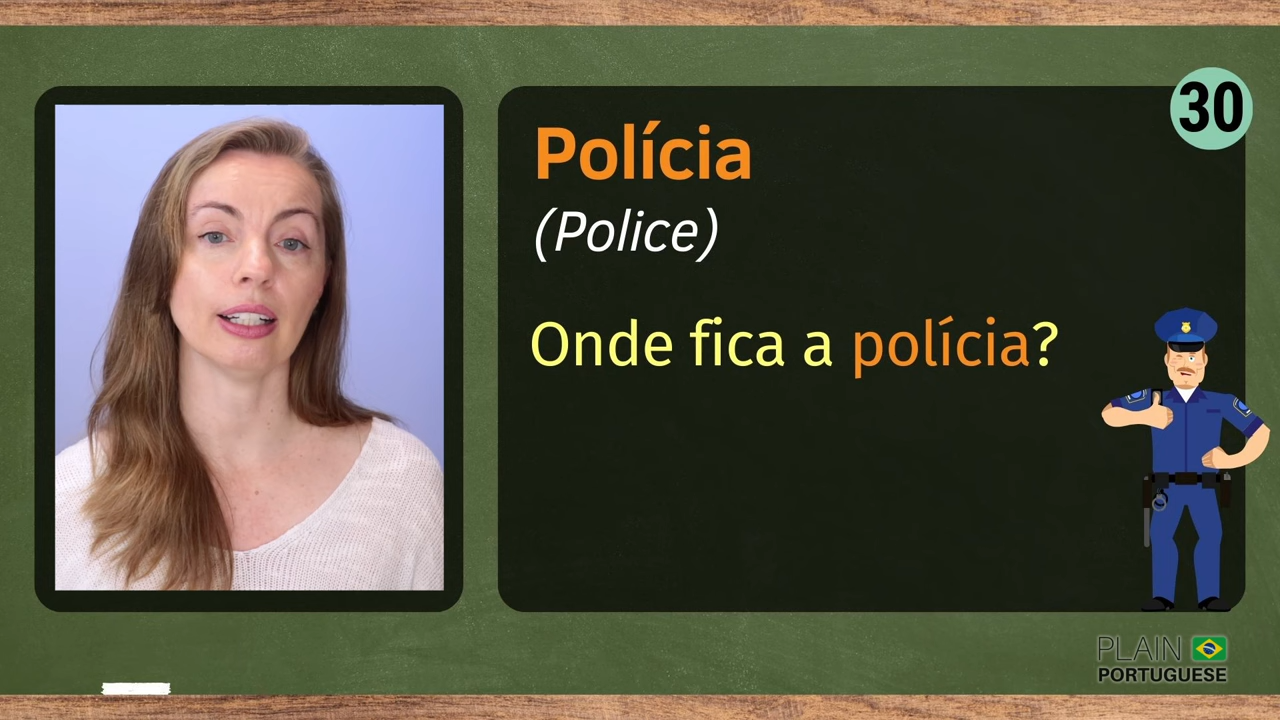 30
Polícia
(Police)
Onde fica a polícia?
PLAIN
PORTUGUESE